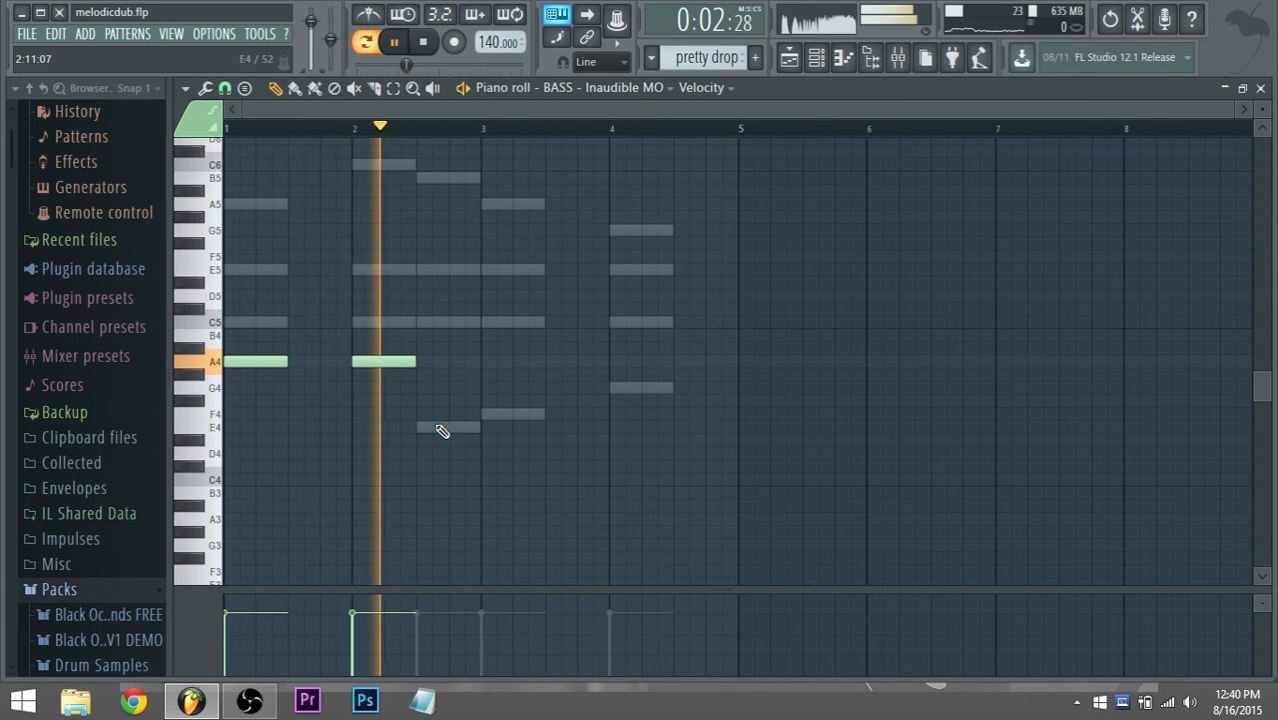 melodicdub.flp
FILE EDIT ADD PATTERNS VIEW OPTIONS TOOLS ?
2:11:07 E4 / 52
3.2.
140.000
Line
0:02:28
M:S:CS
pretty drop
23 635 MB
0
08/11 FL Studio 12.1 Release
Browser.. Snap 1
Piano roll - BASS - Inaudible MO Velocity
History
Patterns
Effects
Generators
Remote control
Recent files
Plugin database
Plugin presets
Channel presets
Mixer presets
Scores
Backup
Clipboard files
Collected
Envelopes
IL Shared Data
Impulses
Misc
Packs
Black Oc..nds FREE
Black O..V1 DEMO
Drum Samples
1 2 3 4 5 6 7 8
D6
C6
B5
A5
G5
F5
E5
D5
C5
B4
A4
G4
F4
E4
D4
C4
B3
A3
G3
F3
Pr
Ps
12:40 PM
8/16/2015